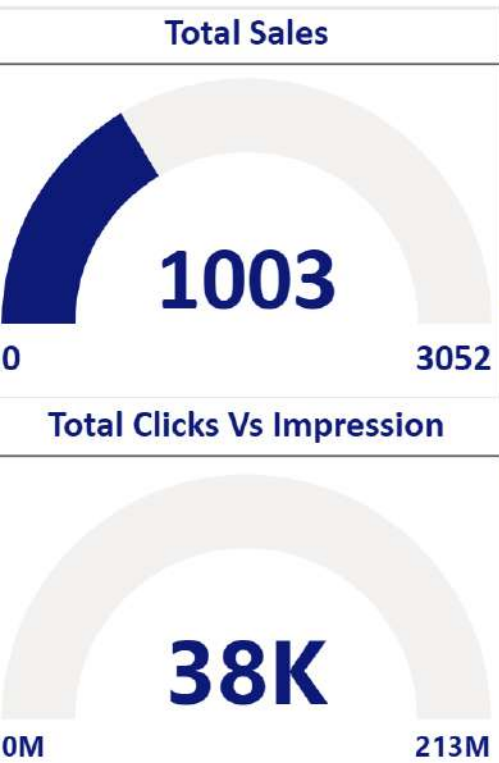 Total Sales
1003
0 3052
Total Clicks Vs Impression
38K
0M 213M